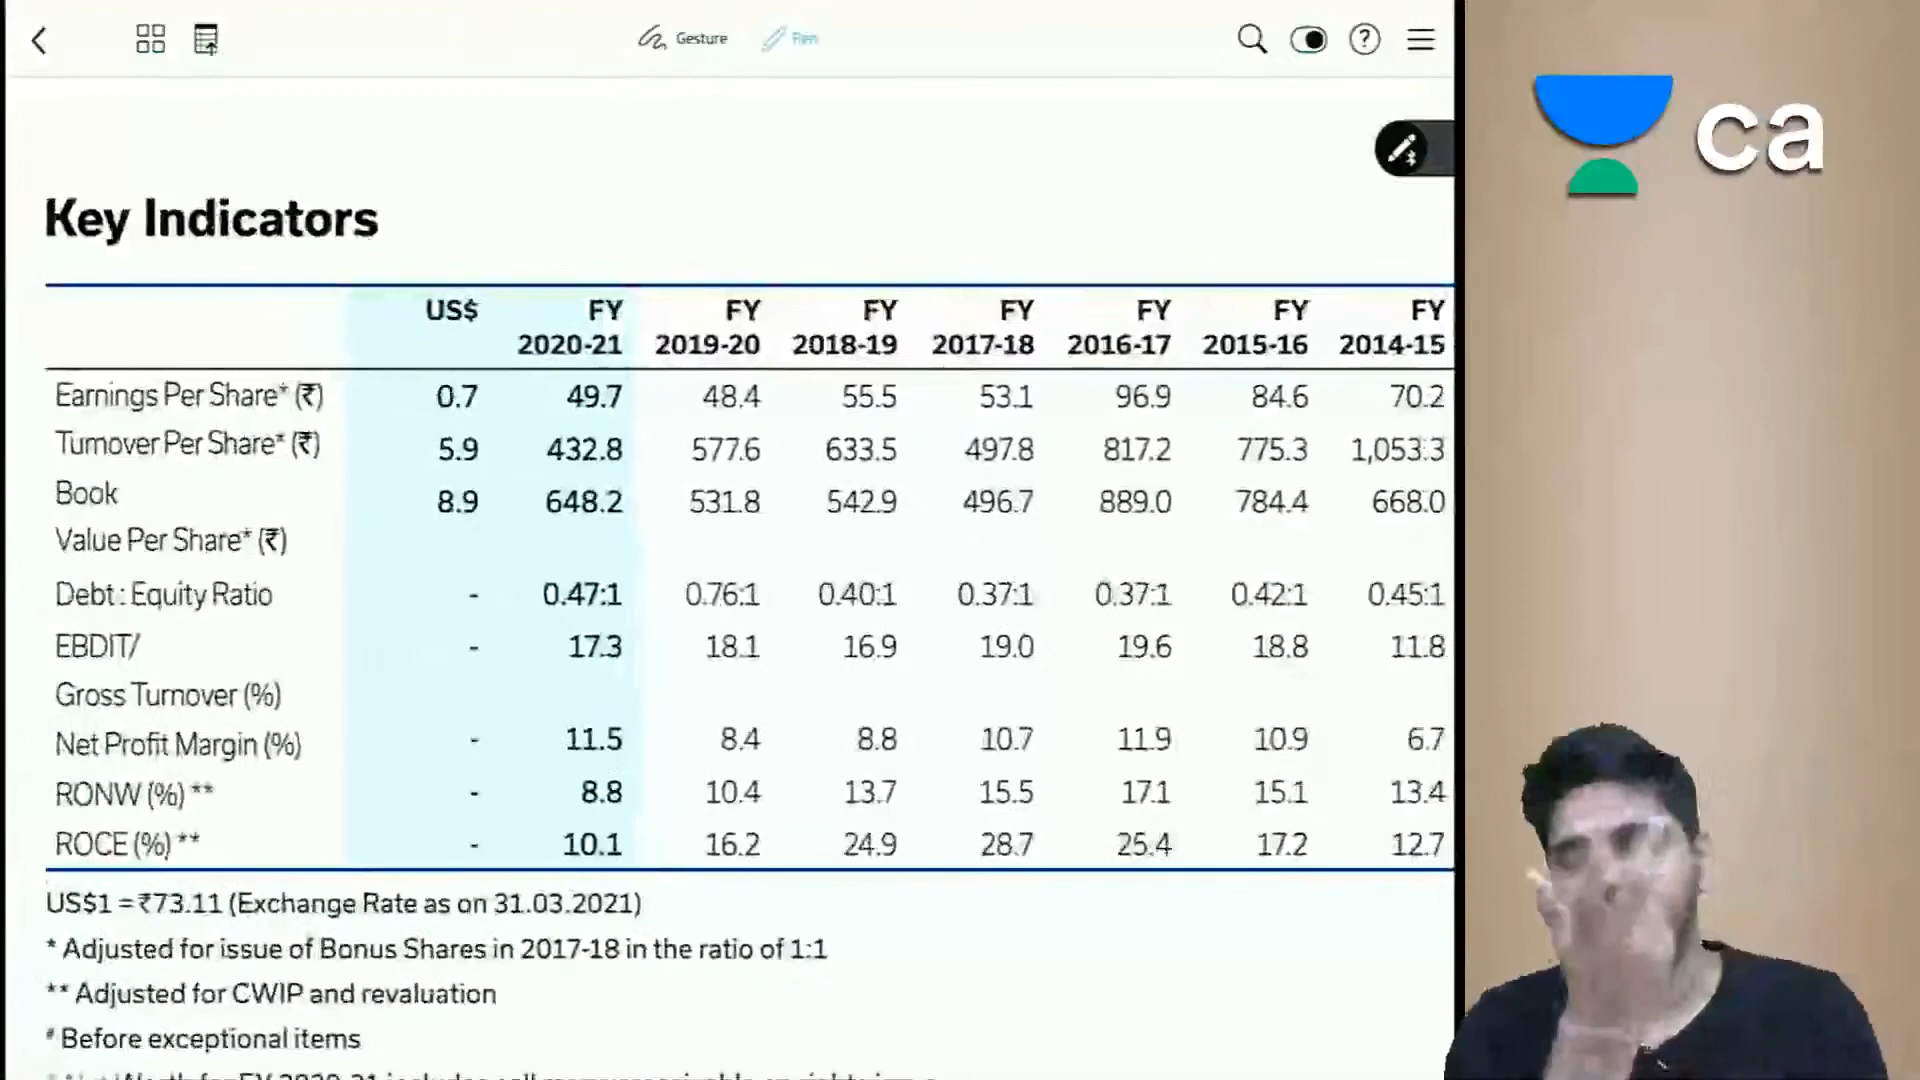 Gesture Pen
ca
Key Indicators
US$ FY 2020-21 FY 2019-20 FY 2018-19 FY 2017-18 FY 2016-17 FY 2015-16 FY 2014-15
Earnings Per Share* (₹) 0.7 49.7 48.4 55.5 53.1 96.9 84.6 70.2
Turnover Per Share* (₹) 5.9 432.8 577.6 633.5 497.8 817.2 775.3 1,053.3
Book 8.9 648.2 531.8 542.9 496.7 889.0 784.4 668.0
Value Per Share* (₹)
Debt : Equity Ratio - 0.47:1 0.76:1 0.40:1 0.37:1 0.37:1 0.42:1 0.45:1
EBDIT/ - 17.3 18.1 16.9 19.0 19.6 18.8 11.8
Gross Turnover (%)
Net Profit Margin (%) - 11.5 8.4 8.8 10.7 11.9 10.9 6.7
RONW (%) ** - 8.8 10.4 13.7 15.5 17.1 15.1 13.4
ROCE (%) ** - 10.1 16.2 24.9 28.7 25.4 17.2 12.7
US$1 = ₹73.11 (Exchange Rate as on 31.03.2021)
* Adjusted for issue of Bonus Shares in 2017-18 in the ratio of 1:1
** Adjusted for CWIP and revaluation
# Before exceptional items